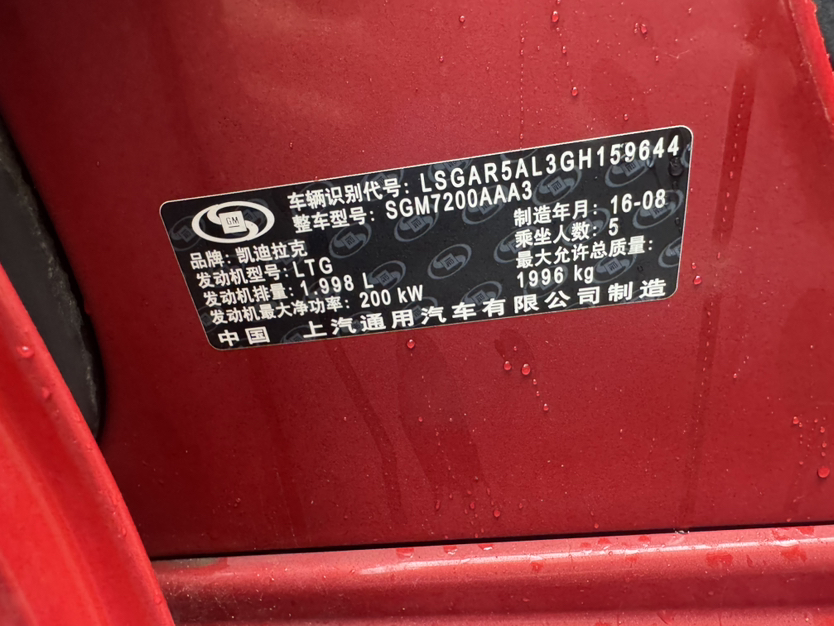 车辆识别代号: LSGAR5AL3GH159644
整车型号: SGM7200AAA3
GM
品牌: 凯迪拉克
制造年月: 16-08
发动机型号: LTG
乘坐人数: 5
发动机排量: 1.998 L
最大允许总质量:
1996 kg
发动机最大净功率: 200 kW
中国 上汽通用汽车有限公司制造